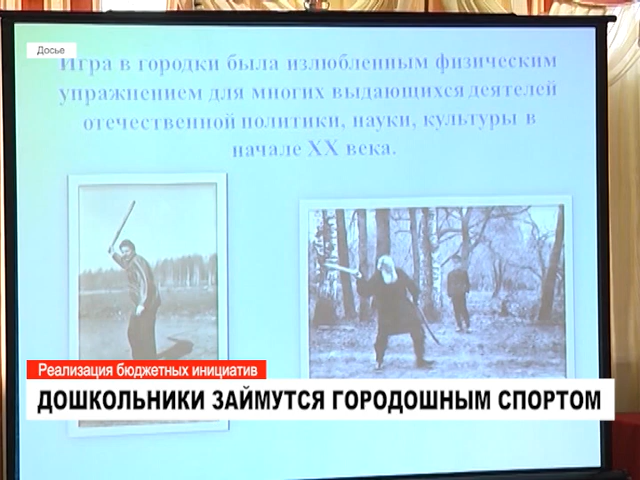 Досье
Игра в городки была излюбленным физическим
упражнением для многих выдающихся деятелей
отечественной политики, науки, культуры в
начале XX века.
Реализация бюджетных инициатив
ДОШКОЛЬНИКИ ЗАЙМУТСЯ ГОРОДОШНЫМ СПОРТОМ